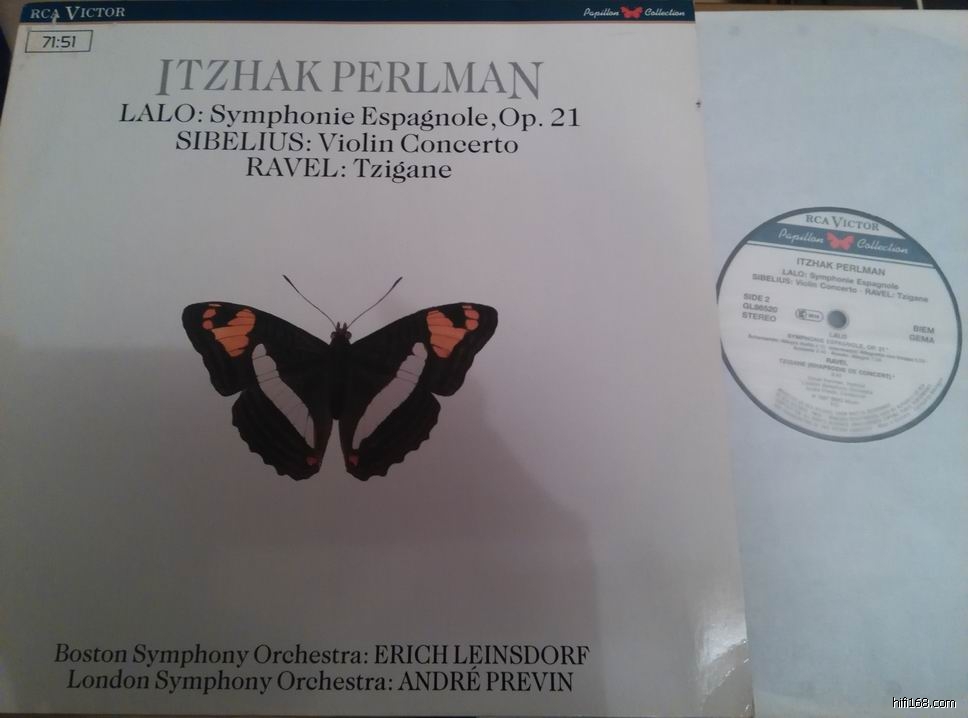 RCA VICTOR
Papillon Collection
71:51
ITZHAK PERLMAN
LALO: Symphonie Espagnole, Op. 21
SIBELIUS: Violin Concerto
RAVEL: Tzigane
Boston Symphony Orchestra: ERICH LEINSDORF
London Symphony Orchestra: ANDRÉ PREVIN
RCA VICTOR
Papillon Collection
ITZHAK PERLMAN
LALO: Symphonie Espagnole
SIBELIUS: Violin Concerto · RAVEL: Tzigane
SIDE 2
GL86520
STEREO
BIEM
GEMA
LALO
SYMPHONIE ESPAGNOLE, OP. 21
RAVEL
TZIGANE (RHAPSODIE DE CONCERT)
hifi168.com